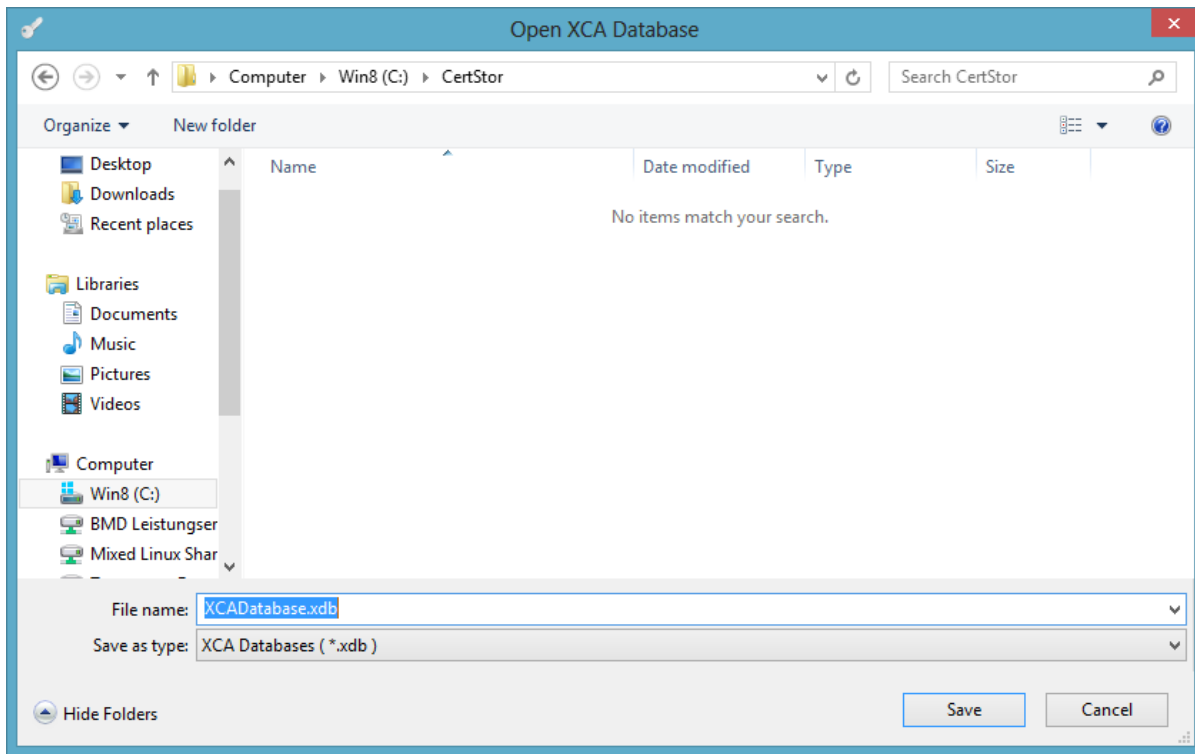 Open XCA Database
Computer Win8 (C:) CertStor
Search CertStor
Organize New folder
Name Date modified Type Size
No items match your search.
Desktop
Downloads
Recent places
Libraries
Documents
Music
Pictures
Videos
Computer
Win8 (C:)
BMD Leistungser
Mixed Linux Shar
File name: XCADatabase.xdb
Save as type: XCA Databases ( *.xdb )
Hide Folders
Save Cancel